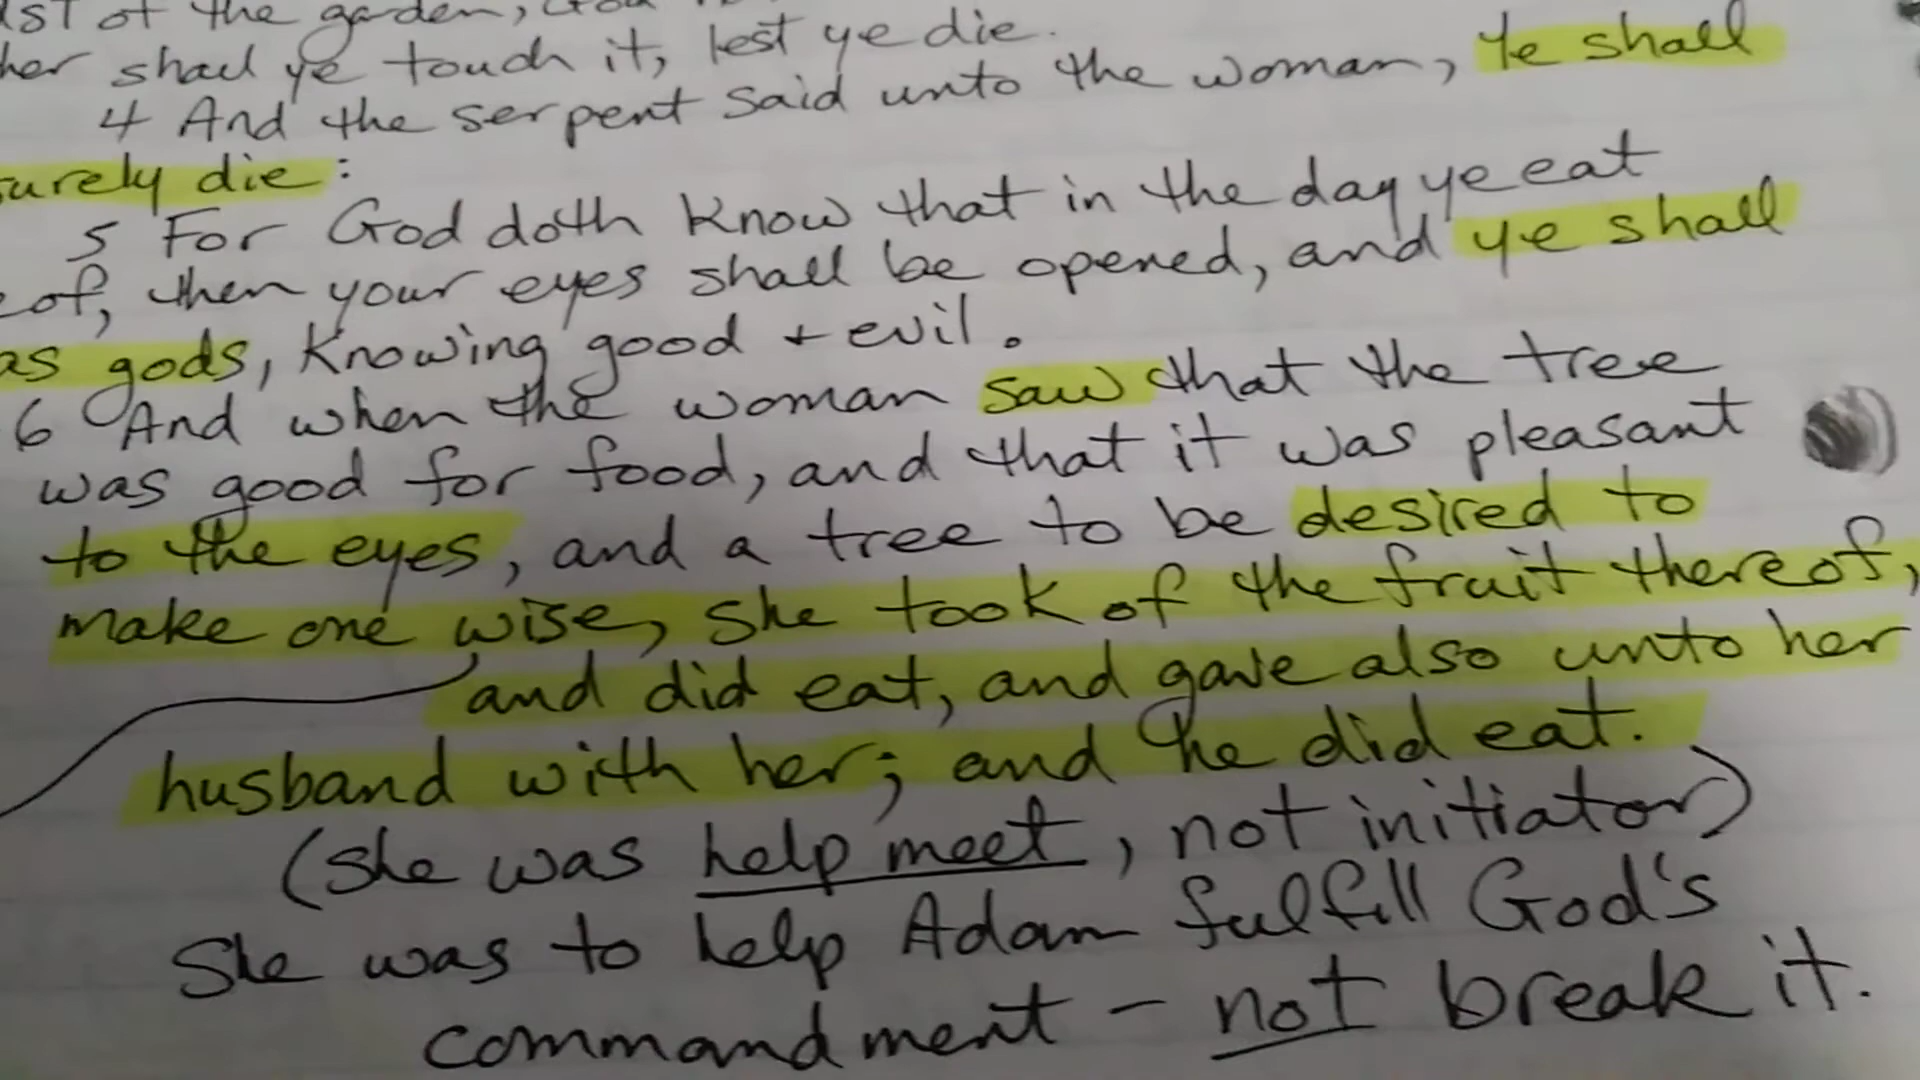 of the garden,
shall ye touch it, lest ye die.
4 And the serpent said unto the woman, Ye shall
surely die:
5 For God doth know that in the day ye eat
eof, then your eyes shall be opened, and ye shall
as gods, knowing good + evil.
6 And when the woman saw that the tree
was good for food, and that it was pleasant
to the eyes, and a tree to be desired to
make one wise, she took of the fruit thereof,
and did eat, and gave also unto her
husband with her; and he did eat.
(She was help meet, not initiator)
She was to help Adam fulfill God's
commandment - not break it.